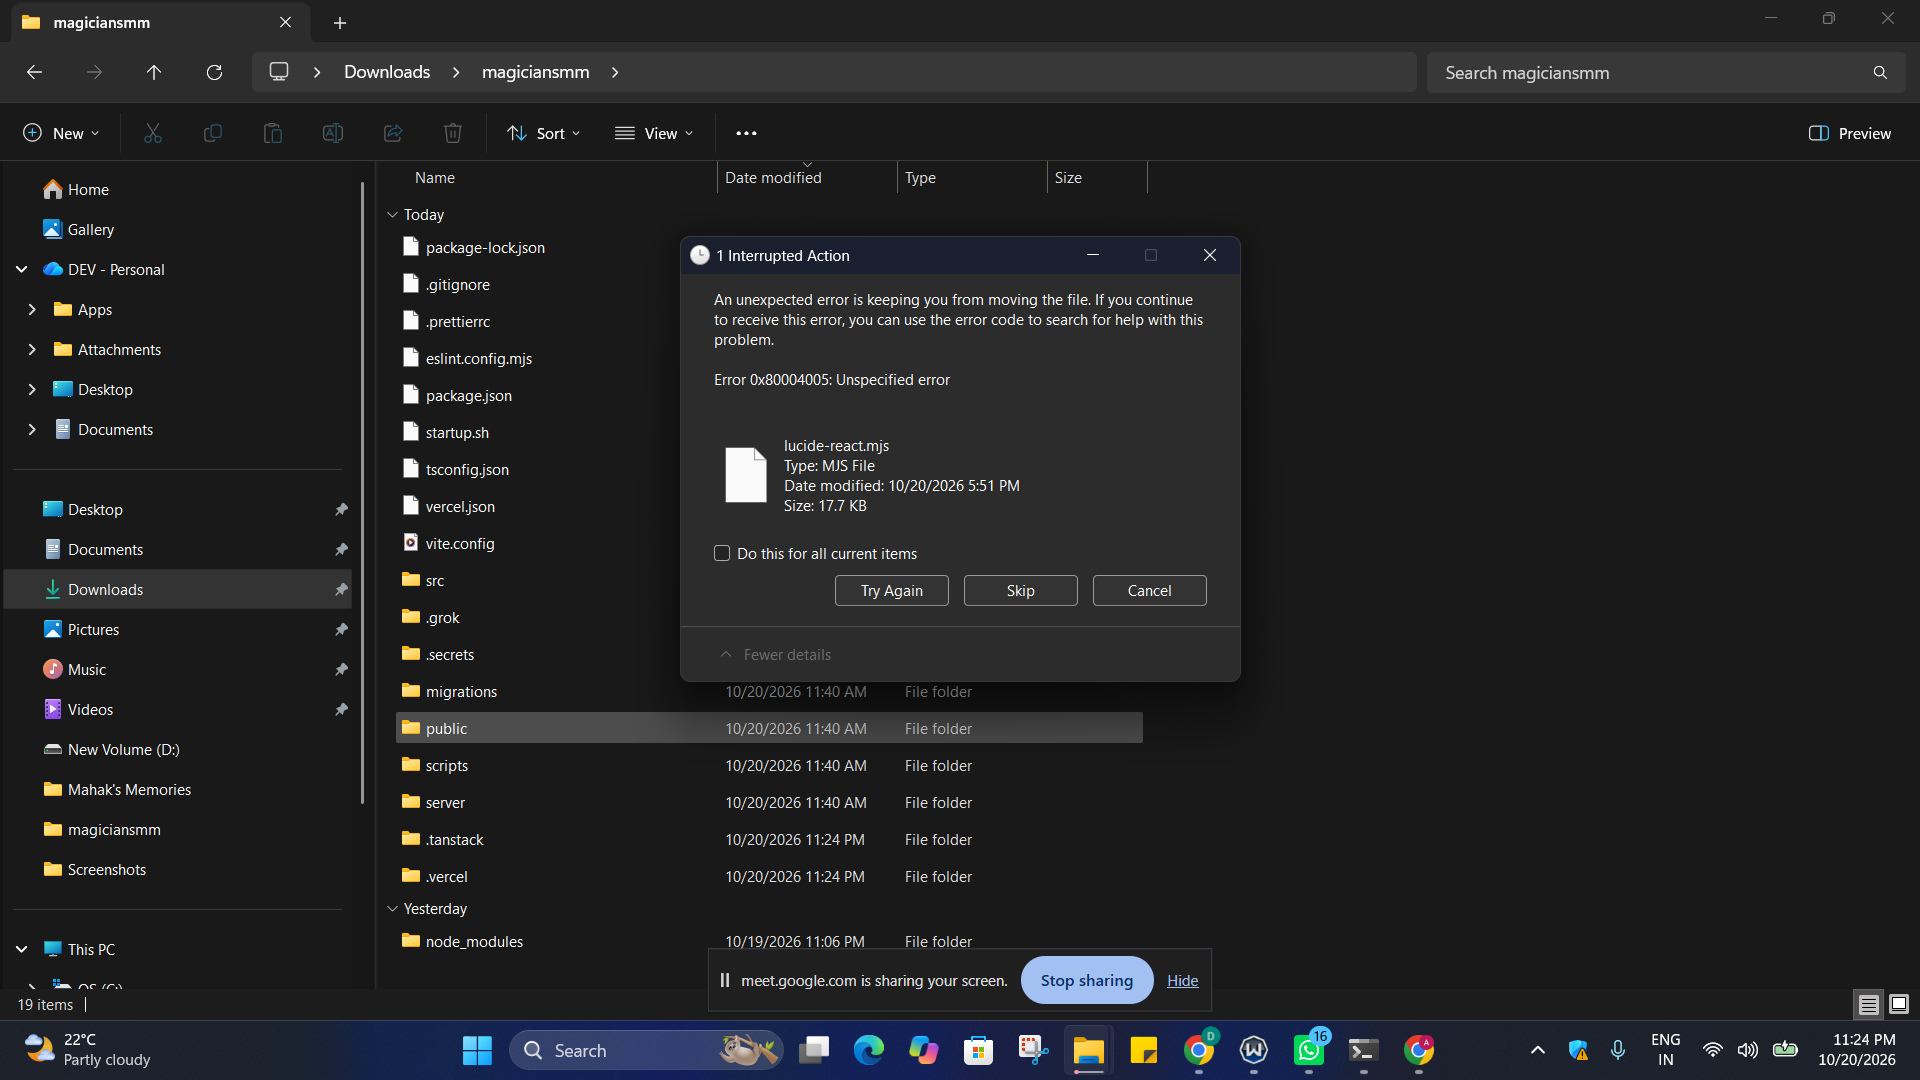 magiciansmm
Downloads
magiciansmm
Search magiciansmm
New
Sort
View
Preview
Home
Gallery
DEV - Personal
Apps
Attachments
Desktop
Documents
Desktop
Documents
Downloads
Pictures
Music
Videos
New Volume (D:)
Mahak's Memories
magiciansmm
Screenshots
This PC
OS (C:)
Name Date modified Type Size
Today
package-lock.json
.gitignore
.prettierrc
eslint.config.mjs
package.json
startup.sh
tsconfig.json
vercel.json
vite.config
src
.grok
.secrets
migrations 10/20/2026 11:40 AM File folder
public 10/20/2026 11:40 AM File folder
scripts 10/20/2026 11:40 AM File folder
server 10/20/2026 11:40 AM File folder
.tanstack 10/20/2026 11:24 PM File folder
.vercel 10/20/2026 11:24 PM File folder
Yesterday
node_modules 10/19/2026 11:06 PM File folder
1 Interrupted Action
An unexpected error is keeping you from moving the file. If you continue
to receive this error, you can use the error code to search for help with this
problem.
Error 0x80004005: Unspecified error
lucide-react.mjs
Type: MJS File
Date modified: 10/20/2026 5:51 PM
Size: 17.7 KB
Do this for all current items
Try Again
Skip
Cancel
Fewer details
meet.google.com is sharing your screen.
Stop sharing
Hide
19 items
22°C
Partly cloudy
Search
D
W
16
A
ENG
IN
11:24 PM
10/20/2026